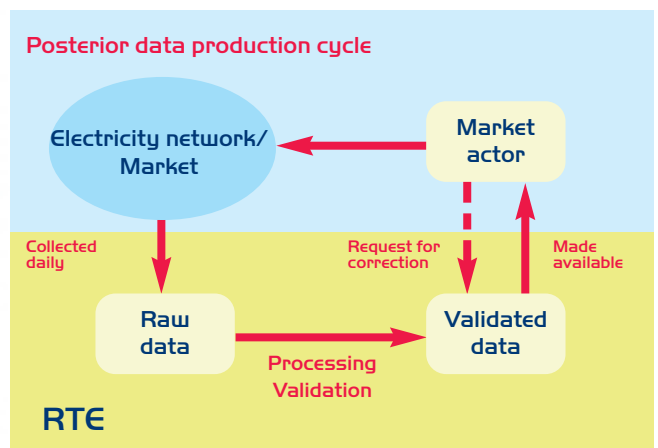 Posterior data production cycle
Electricity network/
Market
Market
actor
Collected
daily
Request for
correction
Made
available
Raw
data
Validated
data
Processing
Validation
RTE